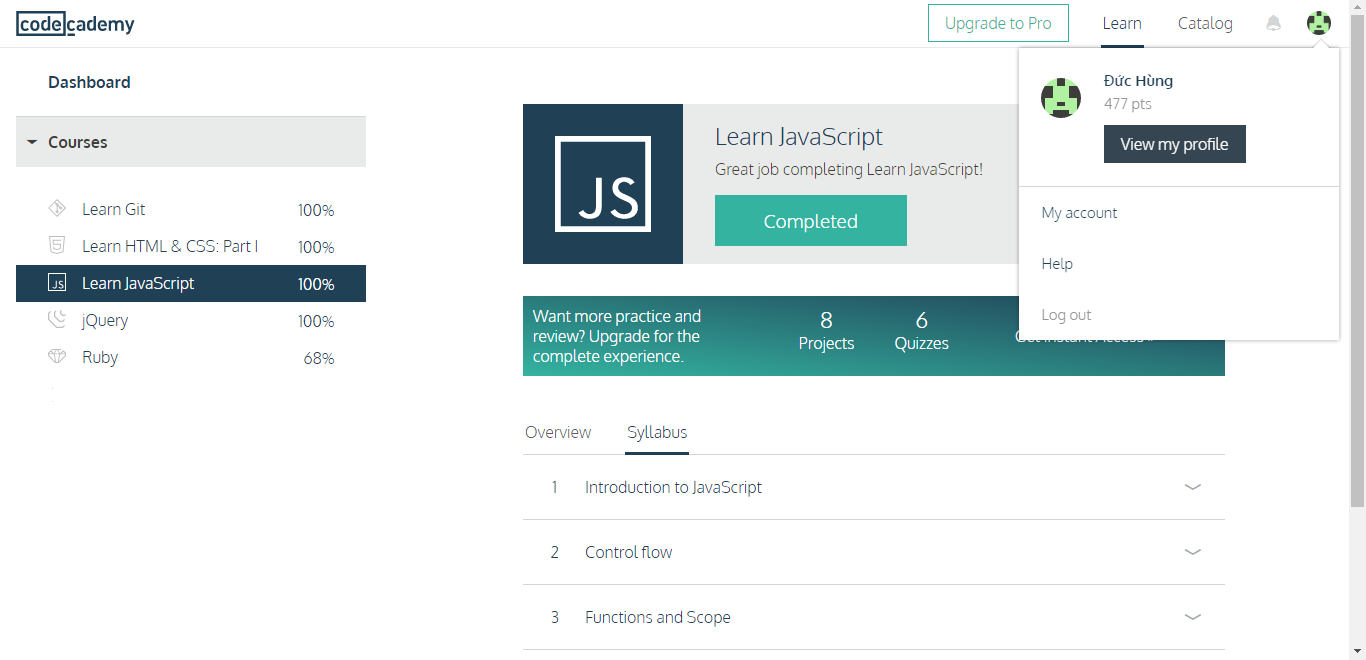 codecademy
Upgrade to Pro
Learn
Catalog
Dashboard
Courses
Learn Git 100%
Learn HTML & CSS: Part I 100%
JS Learn JavaScript 100%
jQuery 100%
Ruby 68%
JS
Learn JavaScript
Great job completing Learn JavaScript!
Completed
Đức Hùng
477 pts
View my profile
My account
Help
Log out
Want more practice and
review? Upgrade for the
complete experience.
8
Projects
6
Quizzes
Overview
Syllabus
1 Introduction to JavaScript
2 Control flow
3 Functions and Scope